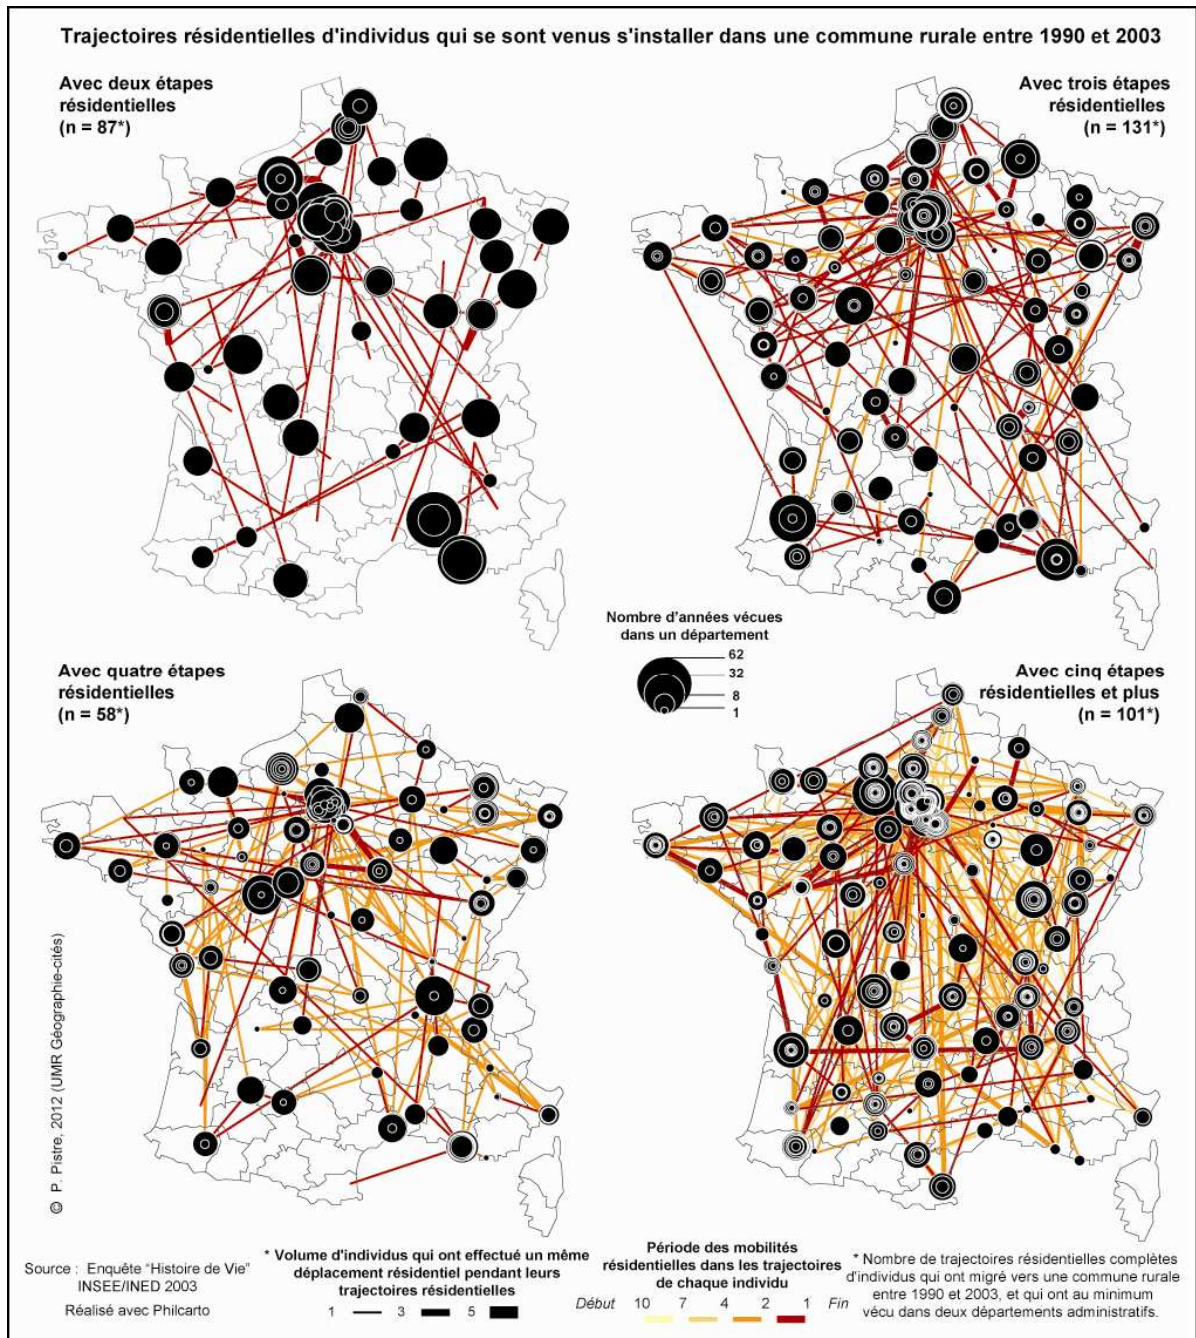 Trajectoires résidentielles d'individus qui se sont venus s'installer dans une commune rurale entre 1990 et 2003
Avec deux étapes
résidentielles
(n = 87*)
Avec trois étapes
résidentielles
(n = 131*)
Nombre d'années vécues
dans un département
62
32
8
1
Avec quatre étapes
résidentielles
(n = 58*)
Avec cinq étapes
résidentielles et plus
(n = 101*)
© P. Pistre, 2012 (UMR Géographie-cités)
Source : Enquête "Histoire de Vie"
INSEE/INED 2003
Réalisé avec Philcarto
* Volume d'individus qui ont effectué un même
déplacement résidentiel pendant leurs
trajectoires résidentielles
1 3 5
Période des mobilités
résidentielles dans les trajectoires
de chaque individu
Début 10 7 4 2 1 Fin
* Nombre de trajectoires résidentielles complètes
d'individus qui ont migré vers une commune rurale
entre 1990 et 2003, et qui ont au minimum
vécu dans deux départements administratifs.